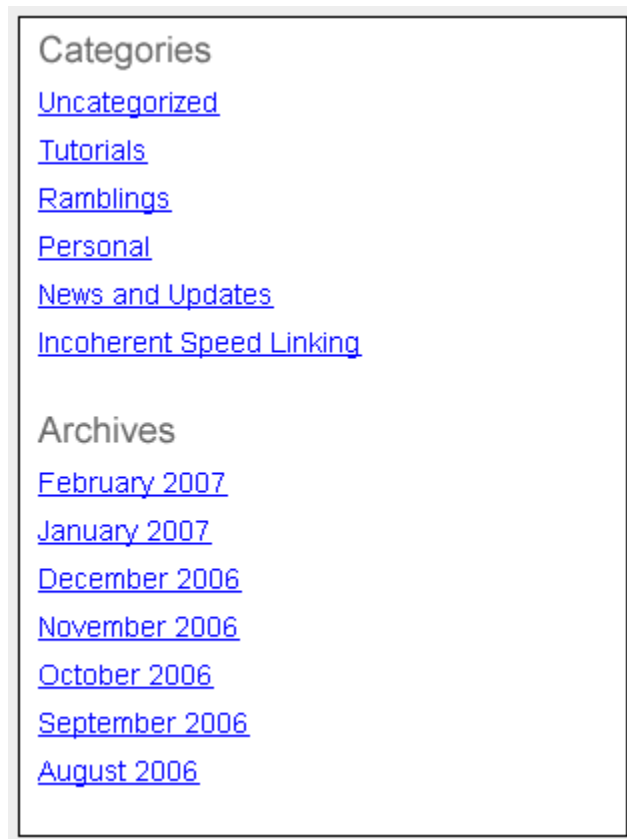 Categories
Uncategorized
Tutorials
Ramblings
Personal
News and Updates
Incoherent Speed Linking
Archives
February 2007
January 2007
December 2006
November 2006
October 2006
September 2006
August 2006